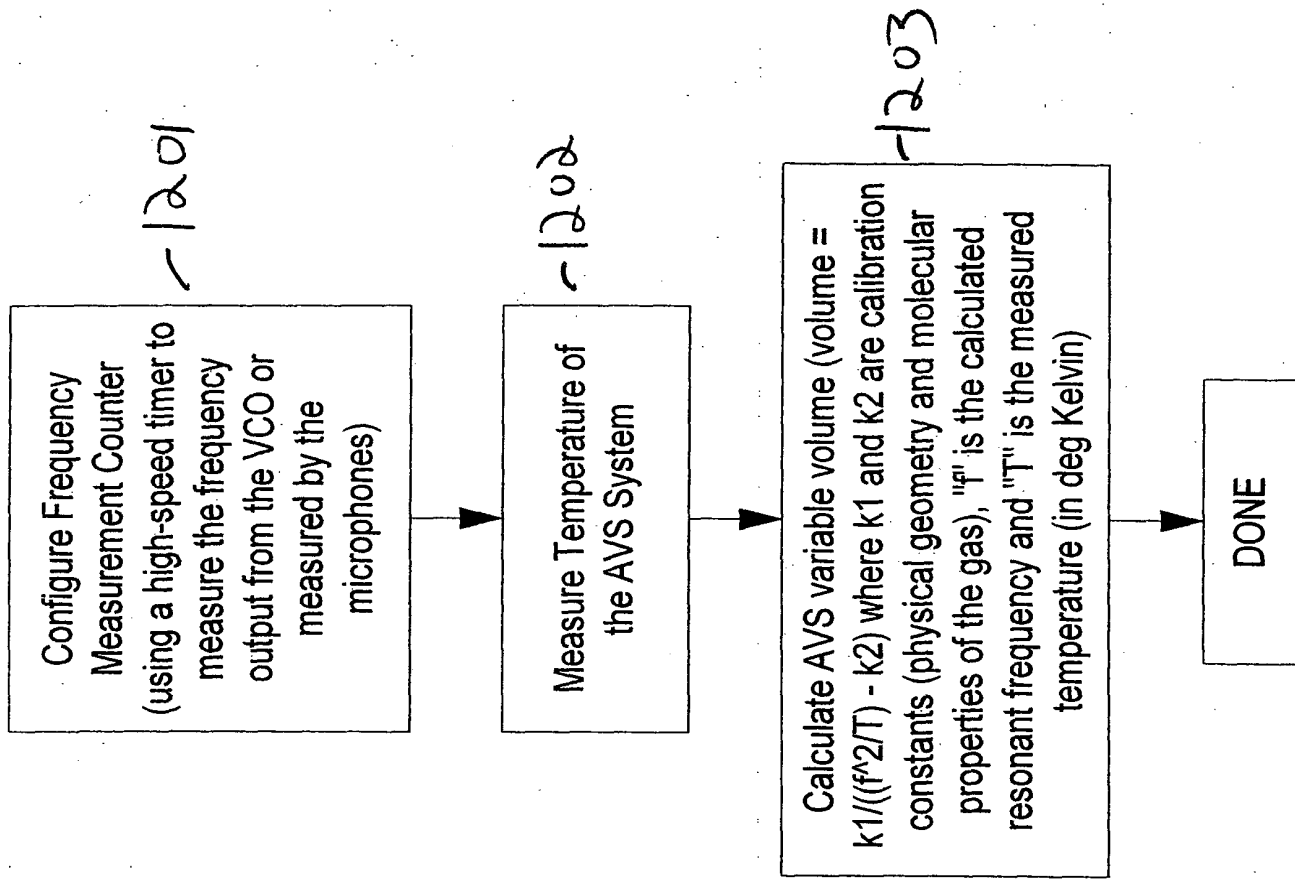 Configure Frequency
Measurement Counter
(using a high-speed timer to
measure the frequency
output from the VCO or
measured by the
microphones)
~1201
Measure Temperature of
the AVS System
~1202
Calculate AVS variable volume (volume =
k1/((f^2/T) - k2) where k1 and k2 are calibration
constants (physical geometry and molecular
properties of the gas), "f" is the calculated
resonant frequency and "T" is the measured
temperature (in deg Kelvin)
~1203
DONE